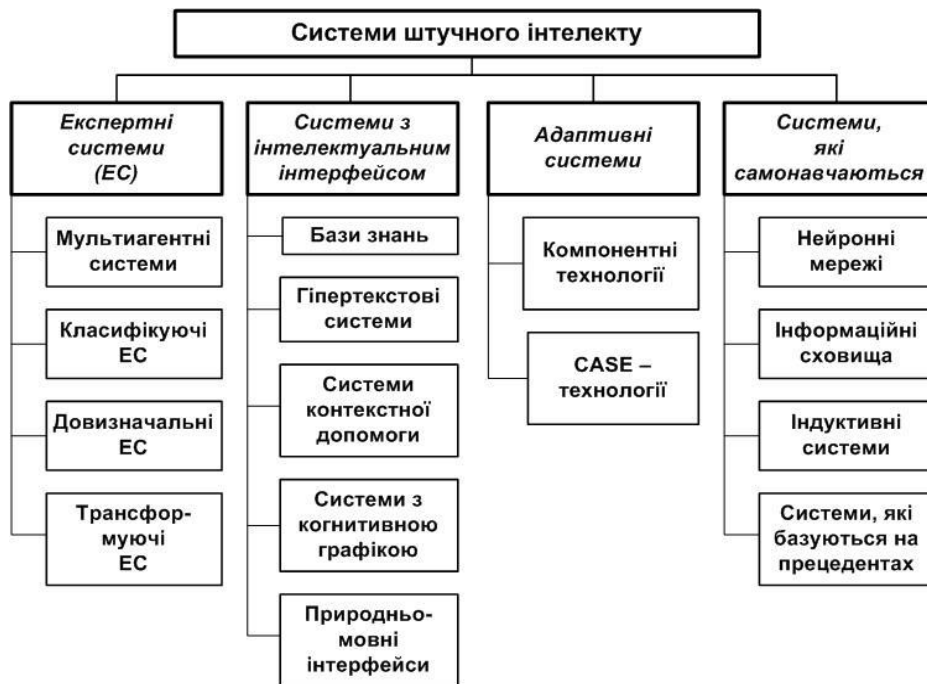 Системи штучного інтелекту
Експертні
системи
(ЕС)
Мультиагентні
системи
Класифікуючі
ЕС
Довизначальні
ЕС
Трансфор-
муючі
ЕС
Системи з
інтелектуальним
інтерфейсом
Бази знань
Гіпертекстові
системи
Системи
контекстної
допомоги
Системи з
когнитивною
графікою
Природньо-
мовні
інтерфейси
Адаптивні
системи
Компонентні
технології
CASE –
технології
Системи,
які
самонавчаються
Нейронні
мережі
Інформаційні
сховища
Індуктивні
системи
Системи, які
базуються на
прецедентах